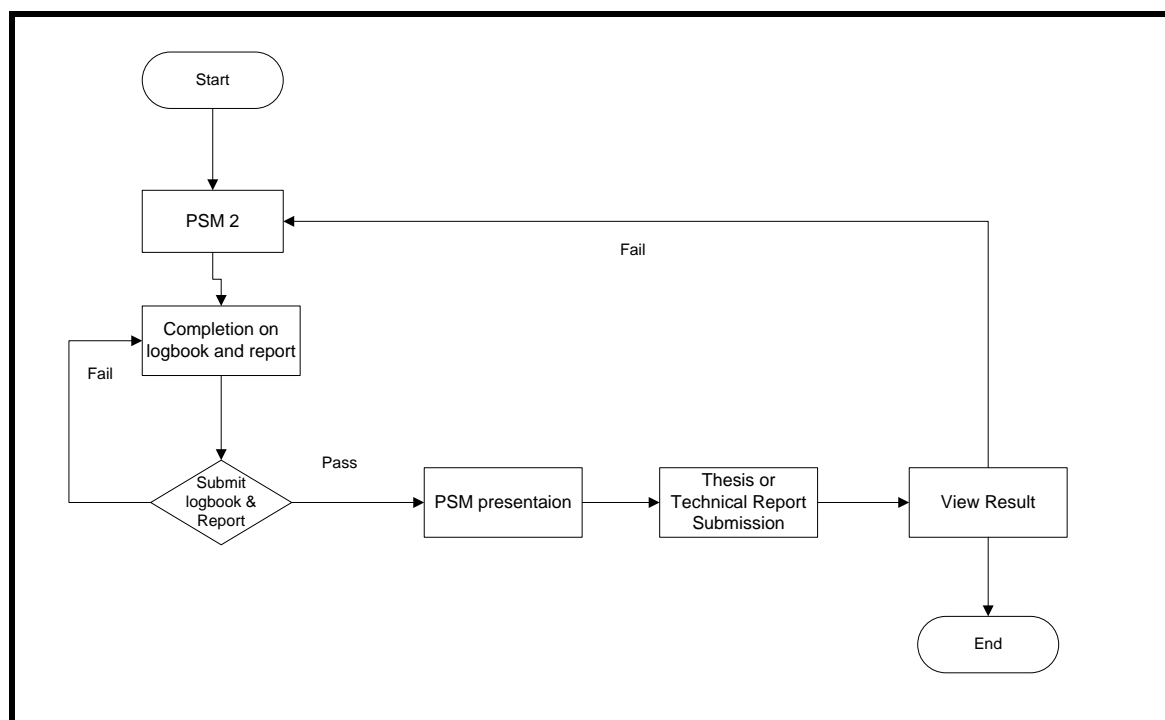 Start
PSM 2
Fail
Completion on
logbook and report
Fail
Submit
logbook &
Report
Pass
PSM presentaion
Thesis or
Technical Report
Submission
View Result
End